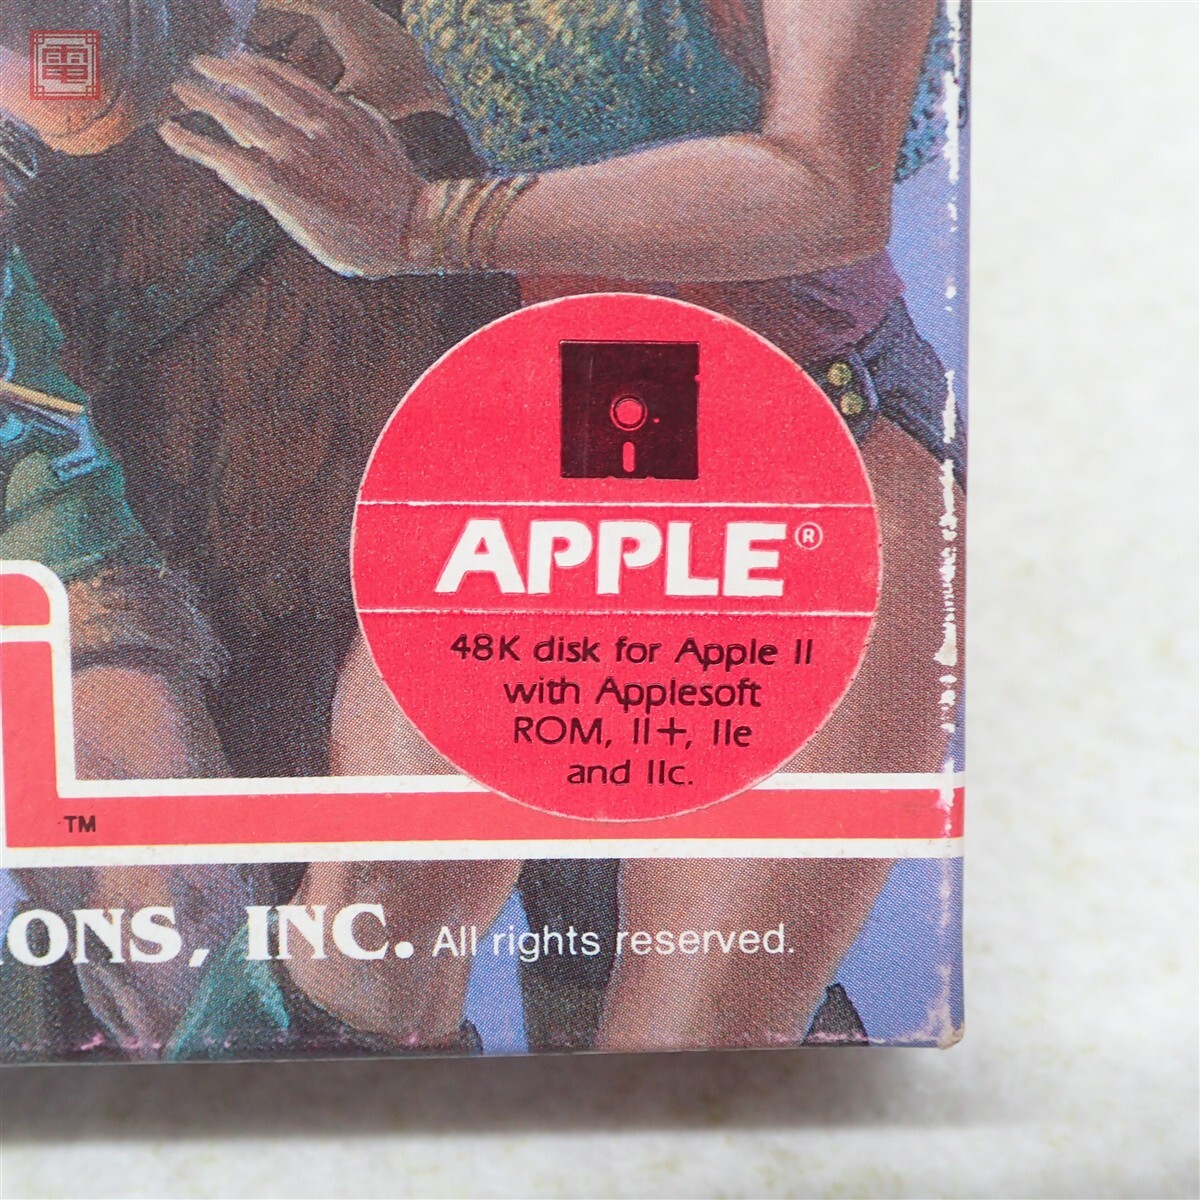 電
APPLE®
48K disk for Apple II
with Applesoft
ROM, II+, IIe
and IIc.
TM
IONS, INC. All rights reserved.